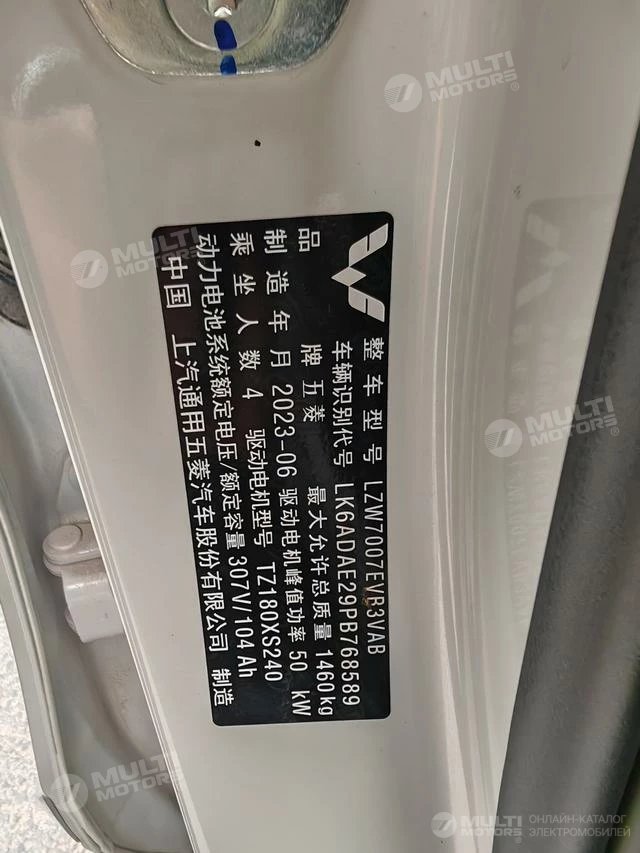 整车型号 LZW7007EVB3VAB
车辆识别代号 LK6ADAE29PB768589
品牌 五菱 最大允许总质量 1460kg
制造年月 2023-06 驱动电机峰值功率 50 kW
乘坐人数 4 驱动电机型号 TZ180XS240
动力电池系统额定电压/额定容量 307V/104Ah
中国 上汽通用五菱汽车股份有限公司 制造
MULTI MOTORS®
MULTI MOTORS®
MULTI MOTORS®
MULTI MOTORS®
MULTI MOTORS® ОНЛАЙН-КАТАЛОГ
ЭЛЕКТРОМОБИЛЕЙ